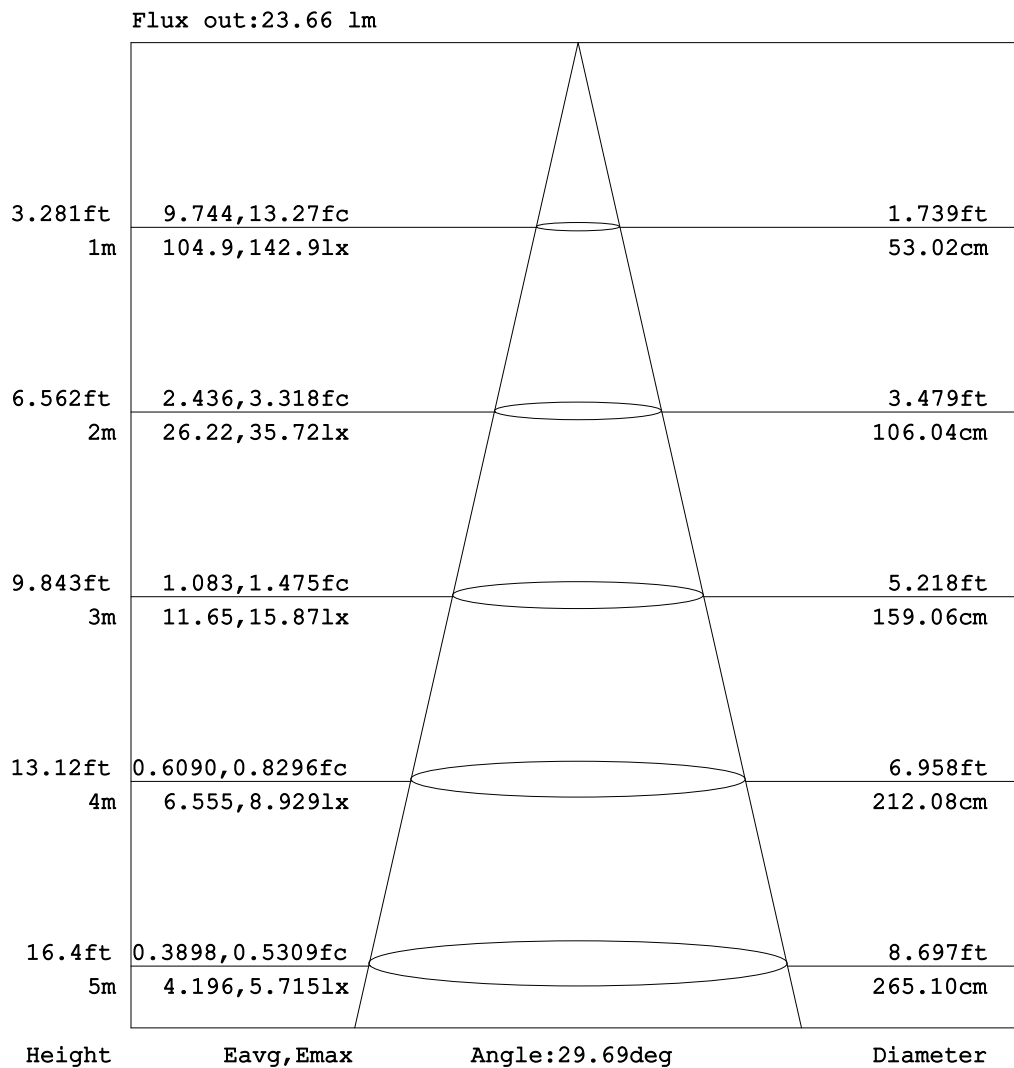 Flux out:23.66 lm
3.281ft 9.744,13.27fc 1.739ft
1m 104.9,142.9lx 53.02cm
6.562ft 2.436,3.318fc 3.479ft
2m 26.22,35.72lx 106.04cm
9.843ft 1.083,1.475fc 5.218ft
3m 11.65,15.87lx 159.06cm
13.12ft 0.6090,0.8296fc 6.958ft
4m 6.555,8.929lx 212.08cm
16.4ft 0.3898,0.5309fc 8.697ft
5m 4.196,5.715lx 265.10cm
Height Eavg,Emax Angle:29.69deg Diameter